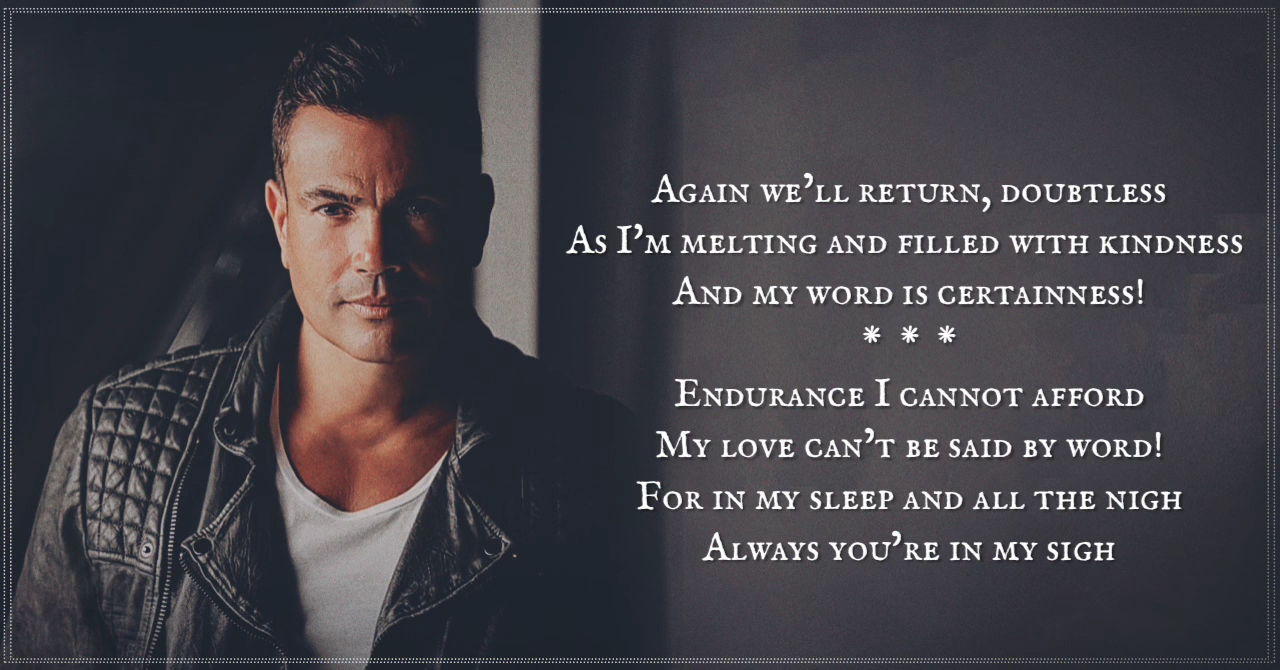 Again we'll return, doubtless
As I'm melting and filled with kindness
And my word is certainness!
* * *
Endurance I cannot afford
My love can't be said by word!
For in my sleep and all the nigh
Always you're in my sigh